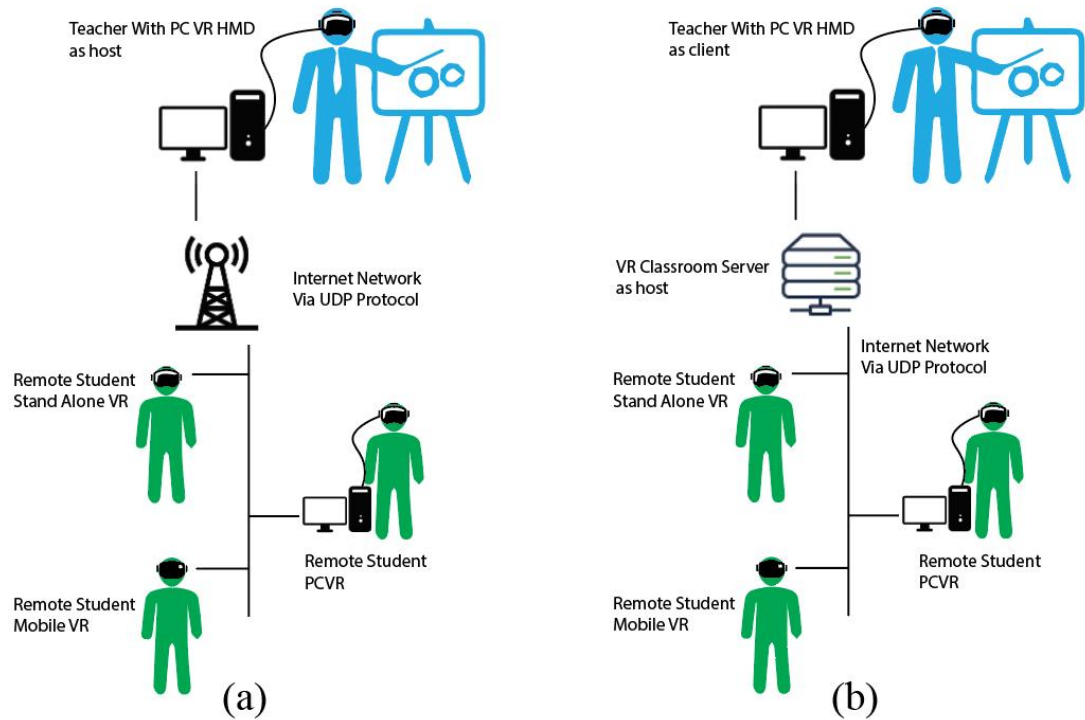 Teacher With PC VR HMD
as host
Internet Network
Via UDP Protocol
Remote Student
Stand Alone VR
Remote Student
PCVR
Remote Student
Mobile VR
(a)
Teacher With PC VR HMD
as client
VR Classroom Server
as host
Internet Network
Via UDP Protocol
Remote Student
Stand Alone VR
Remote Student
PCVR
Remote Student
Mobile VR
(b)